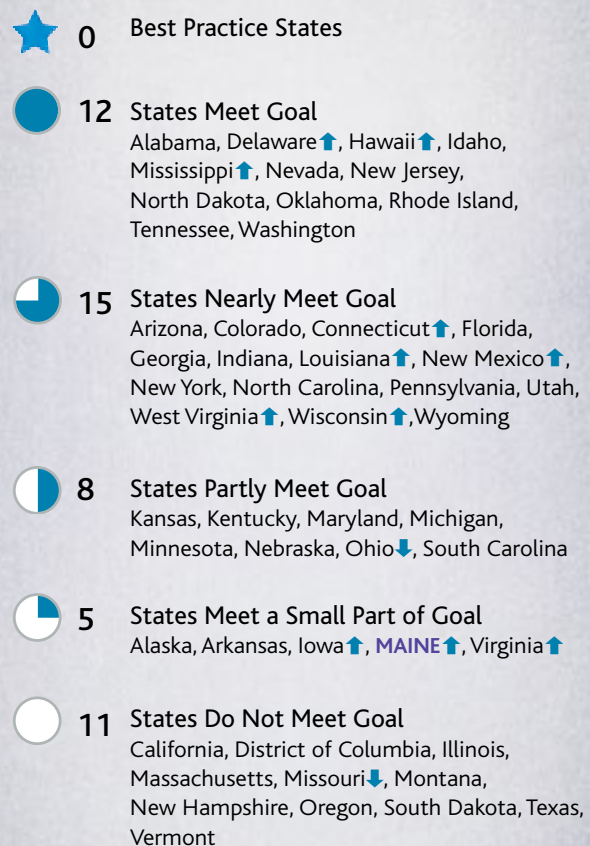 0 Best Practice States
12 States Meet Goal
Alabama, Delaware⬆, Hawaii⬆, Idaho,
Mississippi⬆, Nevada, New Jersey,
North Dakota, Oklahoma, Rhode Island,
Tennessee, Washington
15 States Nearly Meet Goal
Arizona, Colorado, Connecticut⬆, Florida,
Georgia, Indiana, Louisiana⬆, New Mexico⬆,
New York, North Carolina, Pennsylvania, Utah,
West Virginia⬆, Wisconsin⬆,Wyoming
8 States Partly Meet Goal
Kansas, Kentucky, Maryland, Michigan,
Minnesota, Nebraska, Ohio⬇, South Carolina
5 States Meet a Small Part of Goal
Alaska, Arkansas, Iowa⬆, MAINE⬆, Virginia⬆
11 States Do Not Meet Goal
California, District of Columbia, Illinois,
Massachusetts, Missouri⬇, Montana,
New Hampshire, Oregon, South Dakota, Texas,
Vermont